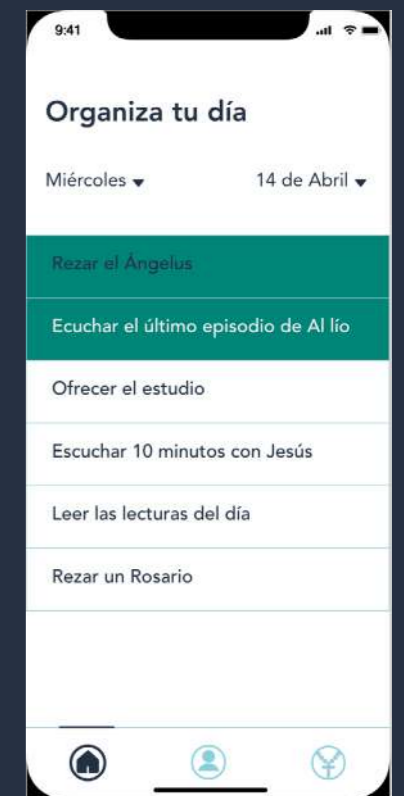 9:41
Organiza tu día
Miércoles
14 de Abril
Rezar el Ángelus
Ecuchar el último episodio de Al lío
Ofrecer el estudio
Escuchar 10 minutos con Jesús
Leer las lecturas del día
Rezar un Rosario